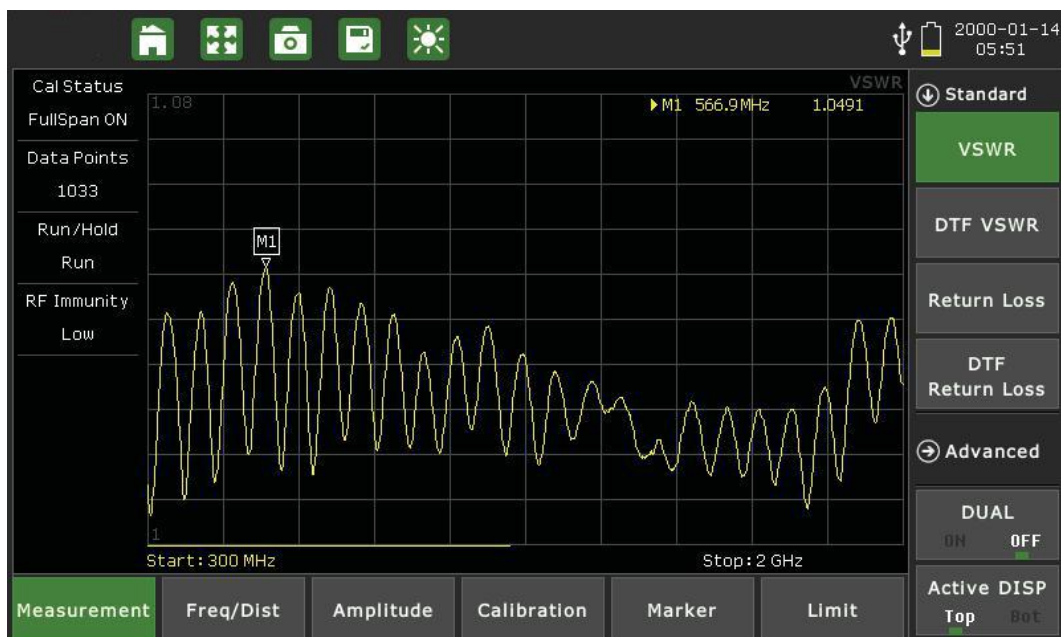 2000-01-14
05:51
Cal Status
FullSpan ON
Data Points
1033
Run/Hold
Run
RF Immunity
Low
VSWR
1.08
M1 566.9MHz 1.0491
M1
1
Start:300 MHz
Stop:2 GHz
Standard
VSWR
DTF VSWR
Return Loss
DTF
Return Loss
Advanced
DUAL
ON OFF
Active DISP
Top Bot
Measurement
Freq/Dist
Amplitude
Calibration
Marker
Limit